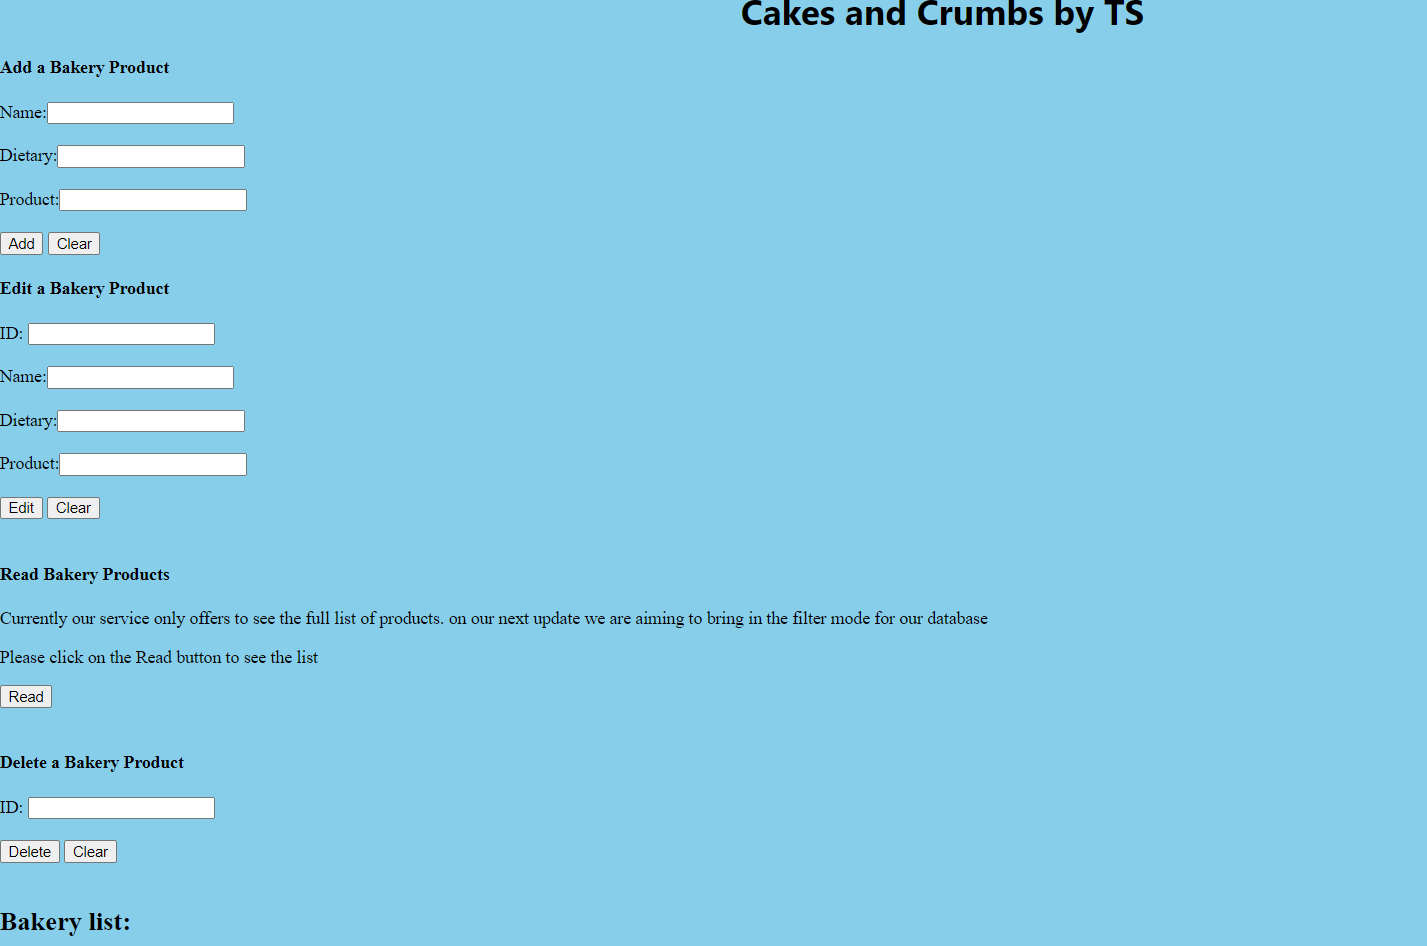 Cakes and Crumbs by TS
Add a Bakery Product
Name:
Dietary:
Product:
Add Clear
Edit a Bakery Product
ID:
Name:
Dietary:
Product:
Edit Clear
Read Bakery Products
Currently our service only offers to see the full list of products. on our next update we are aiming to bring in the filter mode for our database
Please click on the Read button to see the list
Read
Delete a Bakery Product
ID:
Delete Clear
Bakery list: